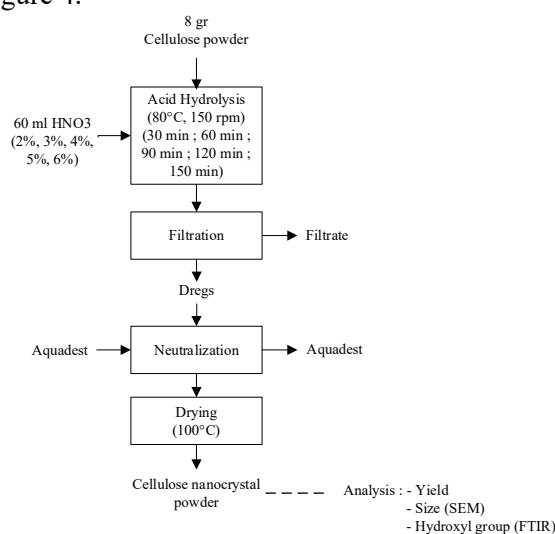 8 gr
Cellulose powder
Acid Hydrolysis
(80°C, 150 rpm)
(30 min ; 60 min ;
90 min ; 120 min ;
150 min)
60 ml HNO3
(2%, 3%, 4%,
5%, 6%)
Filtration
Filtrate
Dregs
Aquadest
Neutralization
Aquadest
Drying
(100°C)
Cellulose nanocrystal
powder
Analysis : - Yield
- Size (SEM)
- Hydroxyl group (FTIR)